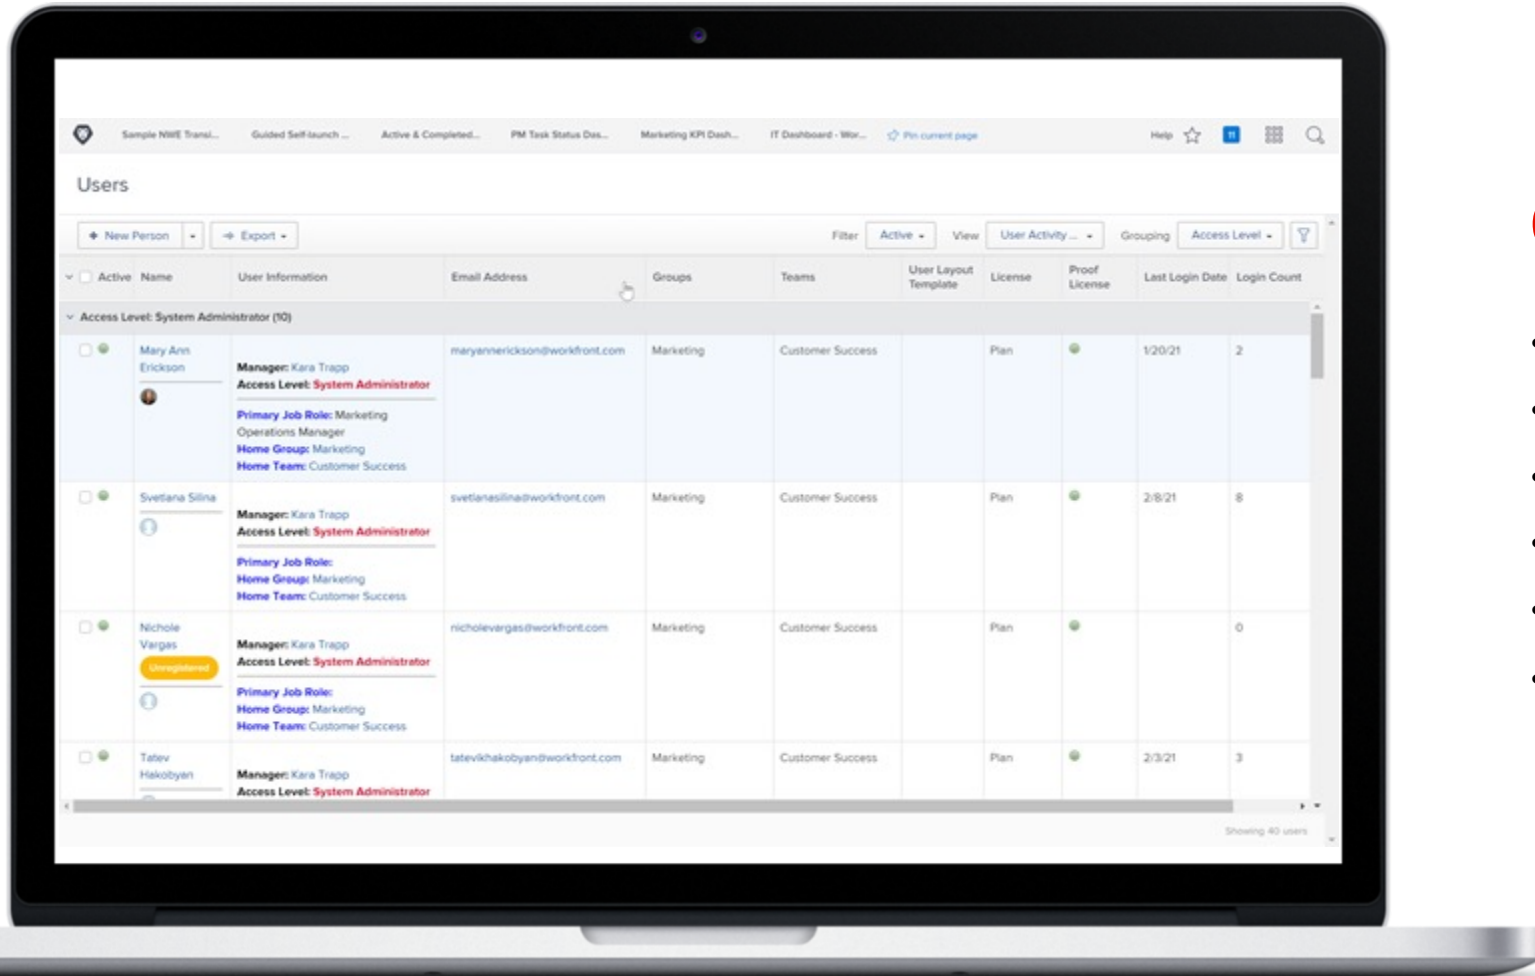 Sample NWE Transi...
Guided Self-launch ...
Active & Completed...
PM Task Status Das...
Marketing KPI Dash...
IT Dashboard - Wor...
Pin current page
Help
11
Users
New Person
Export
Filter
Active
View
User Activity ...
Grouping
Access Level
Active
Name
User Information
Email Address
Groups
Teams
User Layout
Template
License
Proof
License
Last Login Date
Login Count
Access Level: System Administrator (10)
Mary Ann
Erickson
Manager: Kara Trapp
Access Level: System Administrator
Primary Job Role: Marketing
Operations Manager
Home Group: Marketing
Home Team: Customer Success
maryannerickson@workfront.com
Marketing
Customer Success
Plan
1/20/21
2
Svetlana Silina
Manager: Kara Trapp
Access Level: System Administrator
Primary Job Role:
Home Group: Marketing
Home Team: Customer Success
svetlanasilina@workfront.com
Marketing
Customer Success
Plan
2/8/21
8
Nichole
Vargas
Unregistered
Manager: Kara Trapp
Access Level: System Administrator
Primary Job Role:
Home Group: Marketing
Home Team: Customer Success
nicholevargas@workfront.com
Marketing
Customer Success
Plan
0
Tatev
Hakobyan
Manager: Kara Trapp
Access Level: System Administrator
tatevikhakobyan@workfront.com
Marketing
Customer Success
Plan
2/3/21
3
Showing 40 users